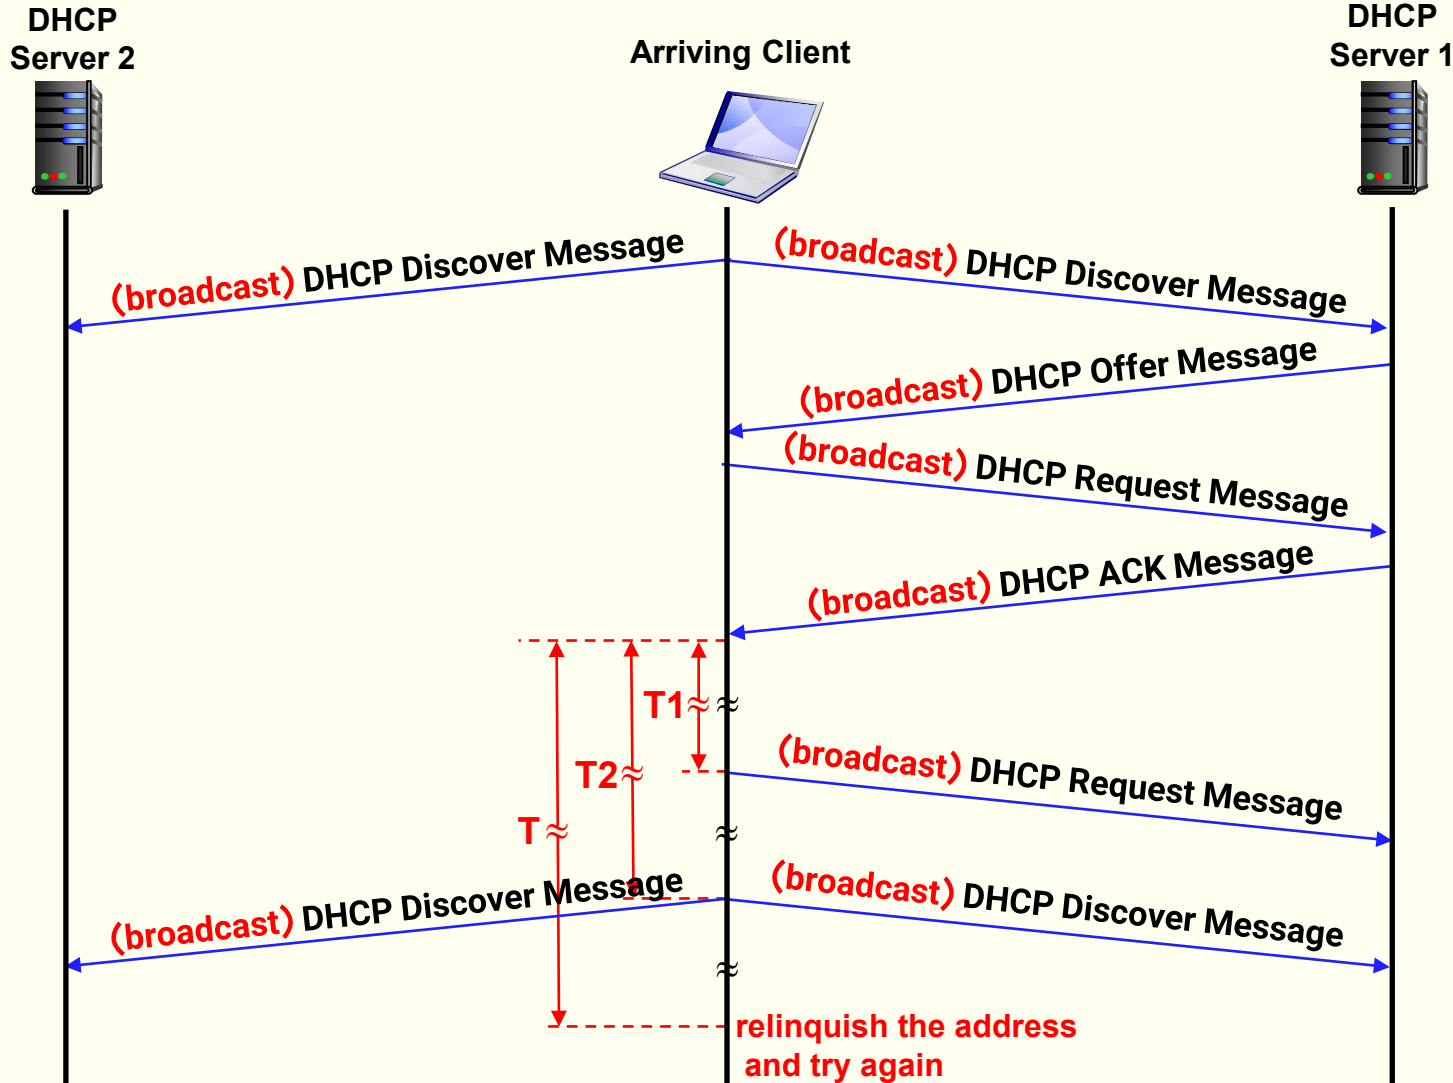 DHCP
Server 2
Arriving Client
DHCP
Server 1
(broadcast) DHCP Discover Message
(broadcast) DHCP Discover Message
(broadcast) DHCP Offer Message
(broadcast) DHCP Request Message
(broadcast) DHCP ACK Message
T1≈ ≈
(broadcast) DHCP Request Message
T2≈
T≈ ≈
(broadcast) DHCP Discover Message
(broadcast) DHCP Discover Message
≈
relinquish the address
and try again